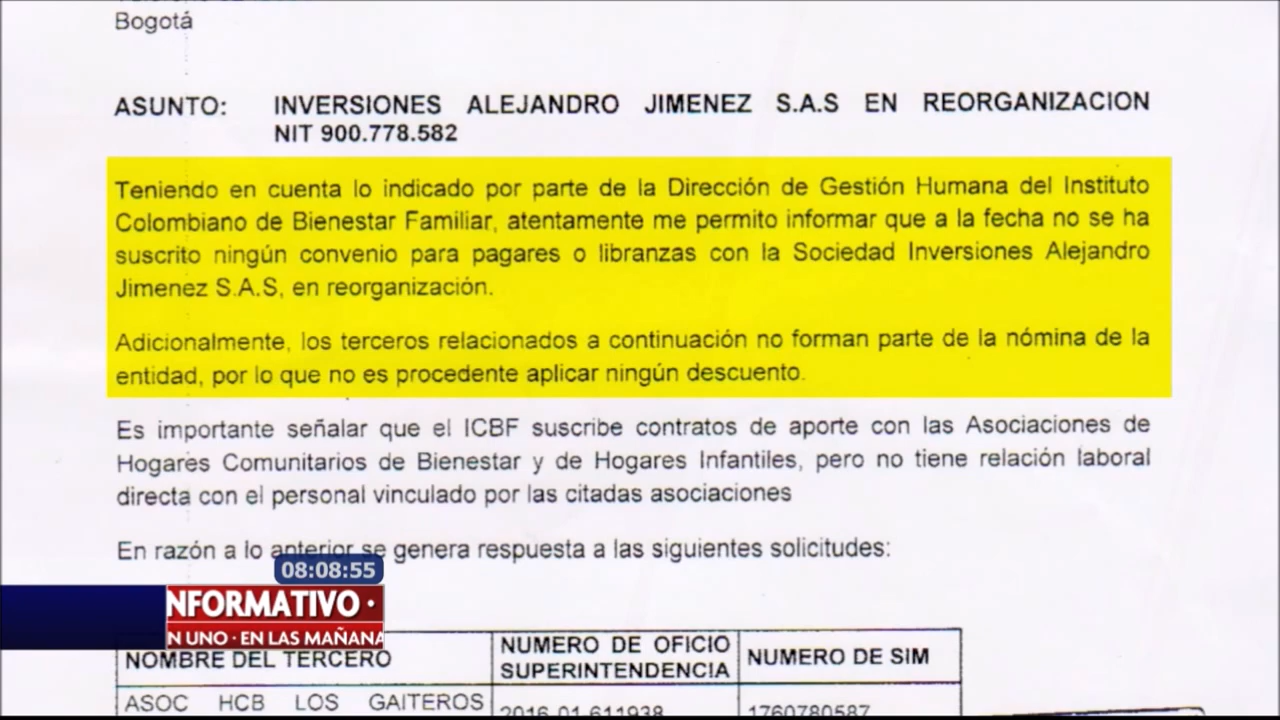 Bogotá
ASUNTO: INVERSIONES ALEJANDRO JIMENEZ S.A.S EN REORGANIZACION
NIT 900.778.582
Teniendo en cuenta lo indicado por parte de la Dirección de Gestión Humana del Instituto
Colombiano de Bienestar Familiar, atentamente me permito informar que a la fecha no se ha
suscrito ningún convenio para pagares o libranzas con la Sociedad Inversiones Alejandro
Jimenez S.A.S, en reorganización.
Adicionalmente, los terceros relacionados a continuación no forman parte de la nómina de la
entidad, por lo que no es procedente aplicar ningún descuento.
Es importante señalar que el ICBF suscribe contratos de aporte con las Asociaciones de
Hogares Comunitarios de Bienestar y de Hogares Infantiles, pero no tiene relación laboral
directa con el personal vinculado por las citadas asociaciones
En razón a lo anterior se genera respuesta a las siguientes solicitudes:
08:08:55
NFORMATIVO ·
N UNO · EN LAS MAÑANA
NOMBRE DEL TERCERO
NUMERO DE OFICIO
SUPERINTENDENCIA
NUMERO DE SIM
ASOC HCB LOS GAITEROS
2016-01-611938
1760780587